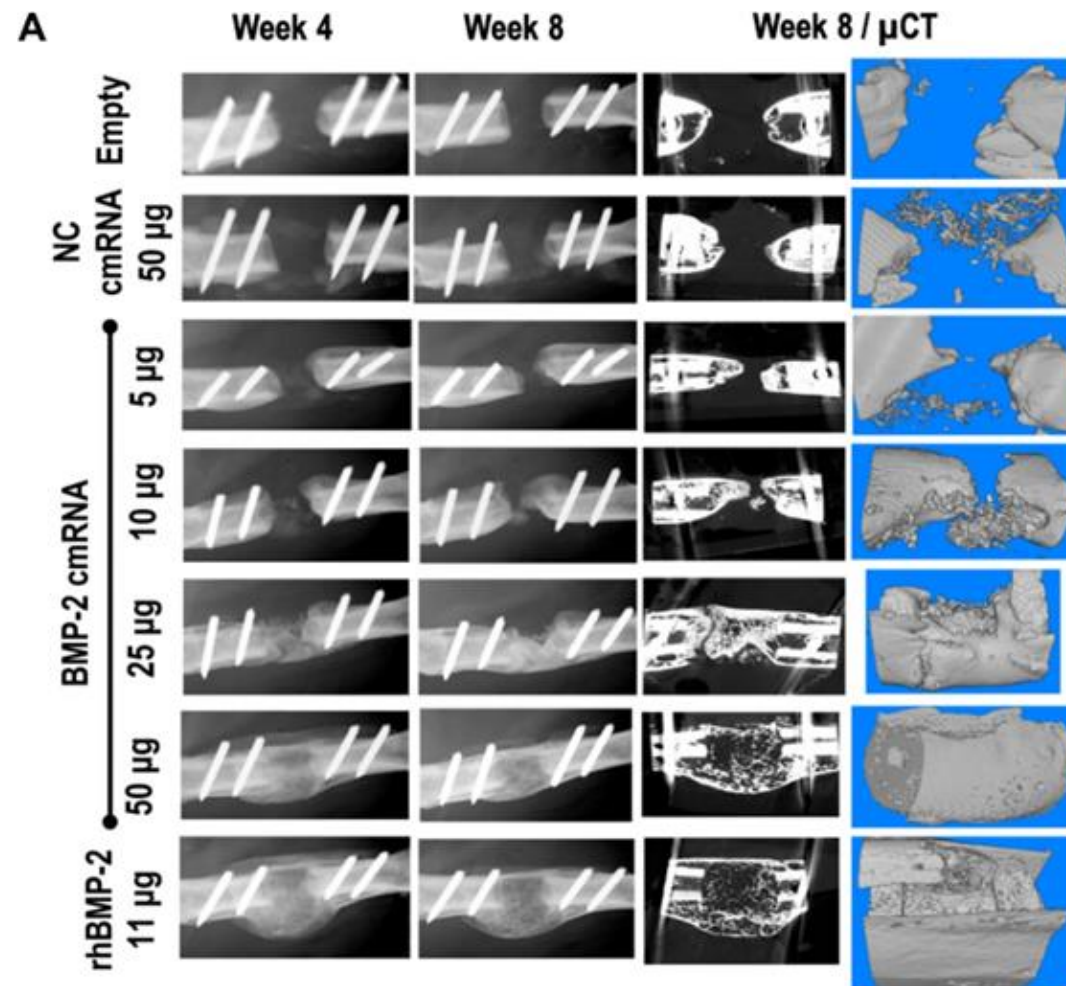 A
Week 4
Week 8
Week 8 / µCT
Empty
NC
cmRNA
50 µg
BMP-2 cmRNA
5 µg
10 µg
25 µg
50 µg
rhBMP-2
11 µg